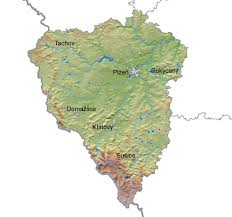 Tachov
Plzeň
Rokycany
Domažlice
Klatovy
Sušice